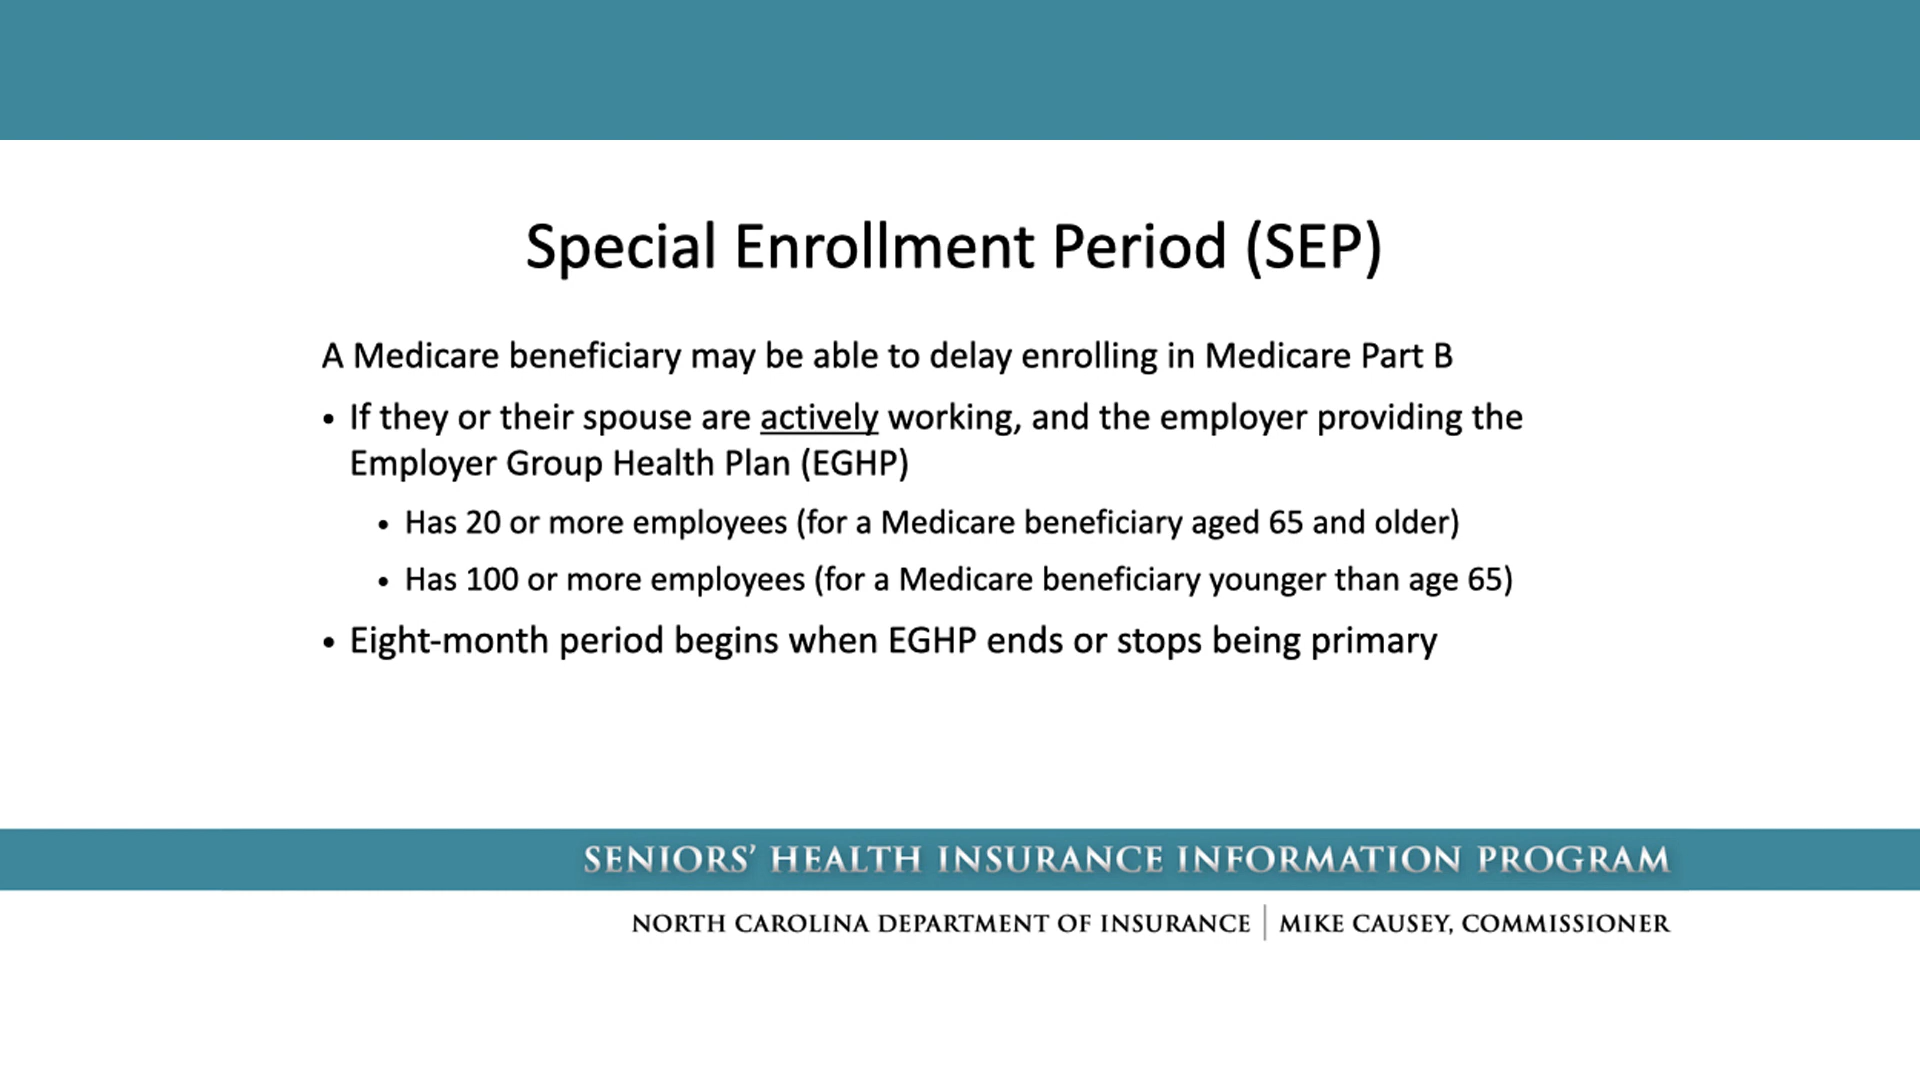 Special Enrollment Period (SEP)
A Medicare beneficiary may be able to delay enrolling in Medicare Part B
• If they or their spouse are actively working, and the employer providing the
Employer Group Health Plan (EGHP)
• Has 20 or more employees (for a Medicare beneficiary aged 65 and older)
• Has 100 or more employees (for a Medicare beneficiary younger than age 65)
• Eight-month period begins when EGHP ends or stops being primary
SENIORS’ HEALTH INSURANCE INFORMATION PROGRAM
NORTH CAROLINA DEPARTMENT OF INSURANCE | MIKE CAUSEY, COMMISSIONER